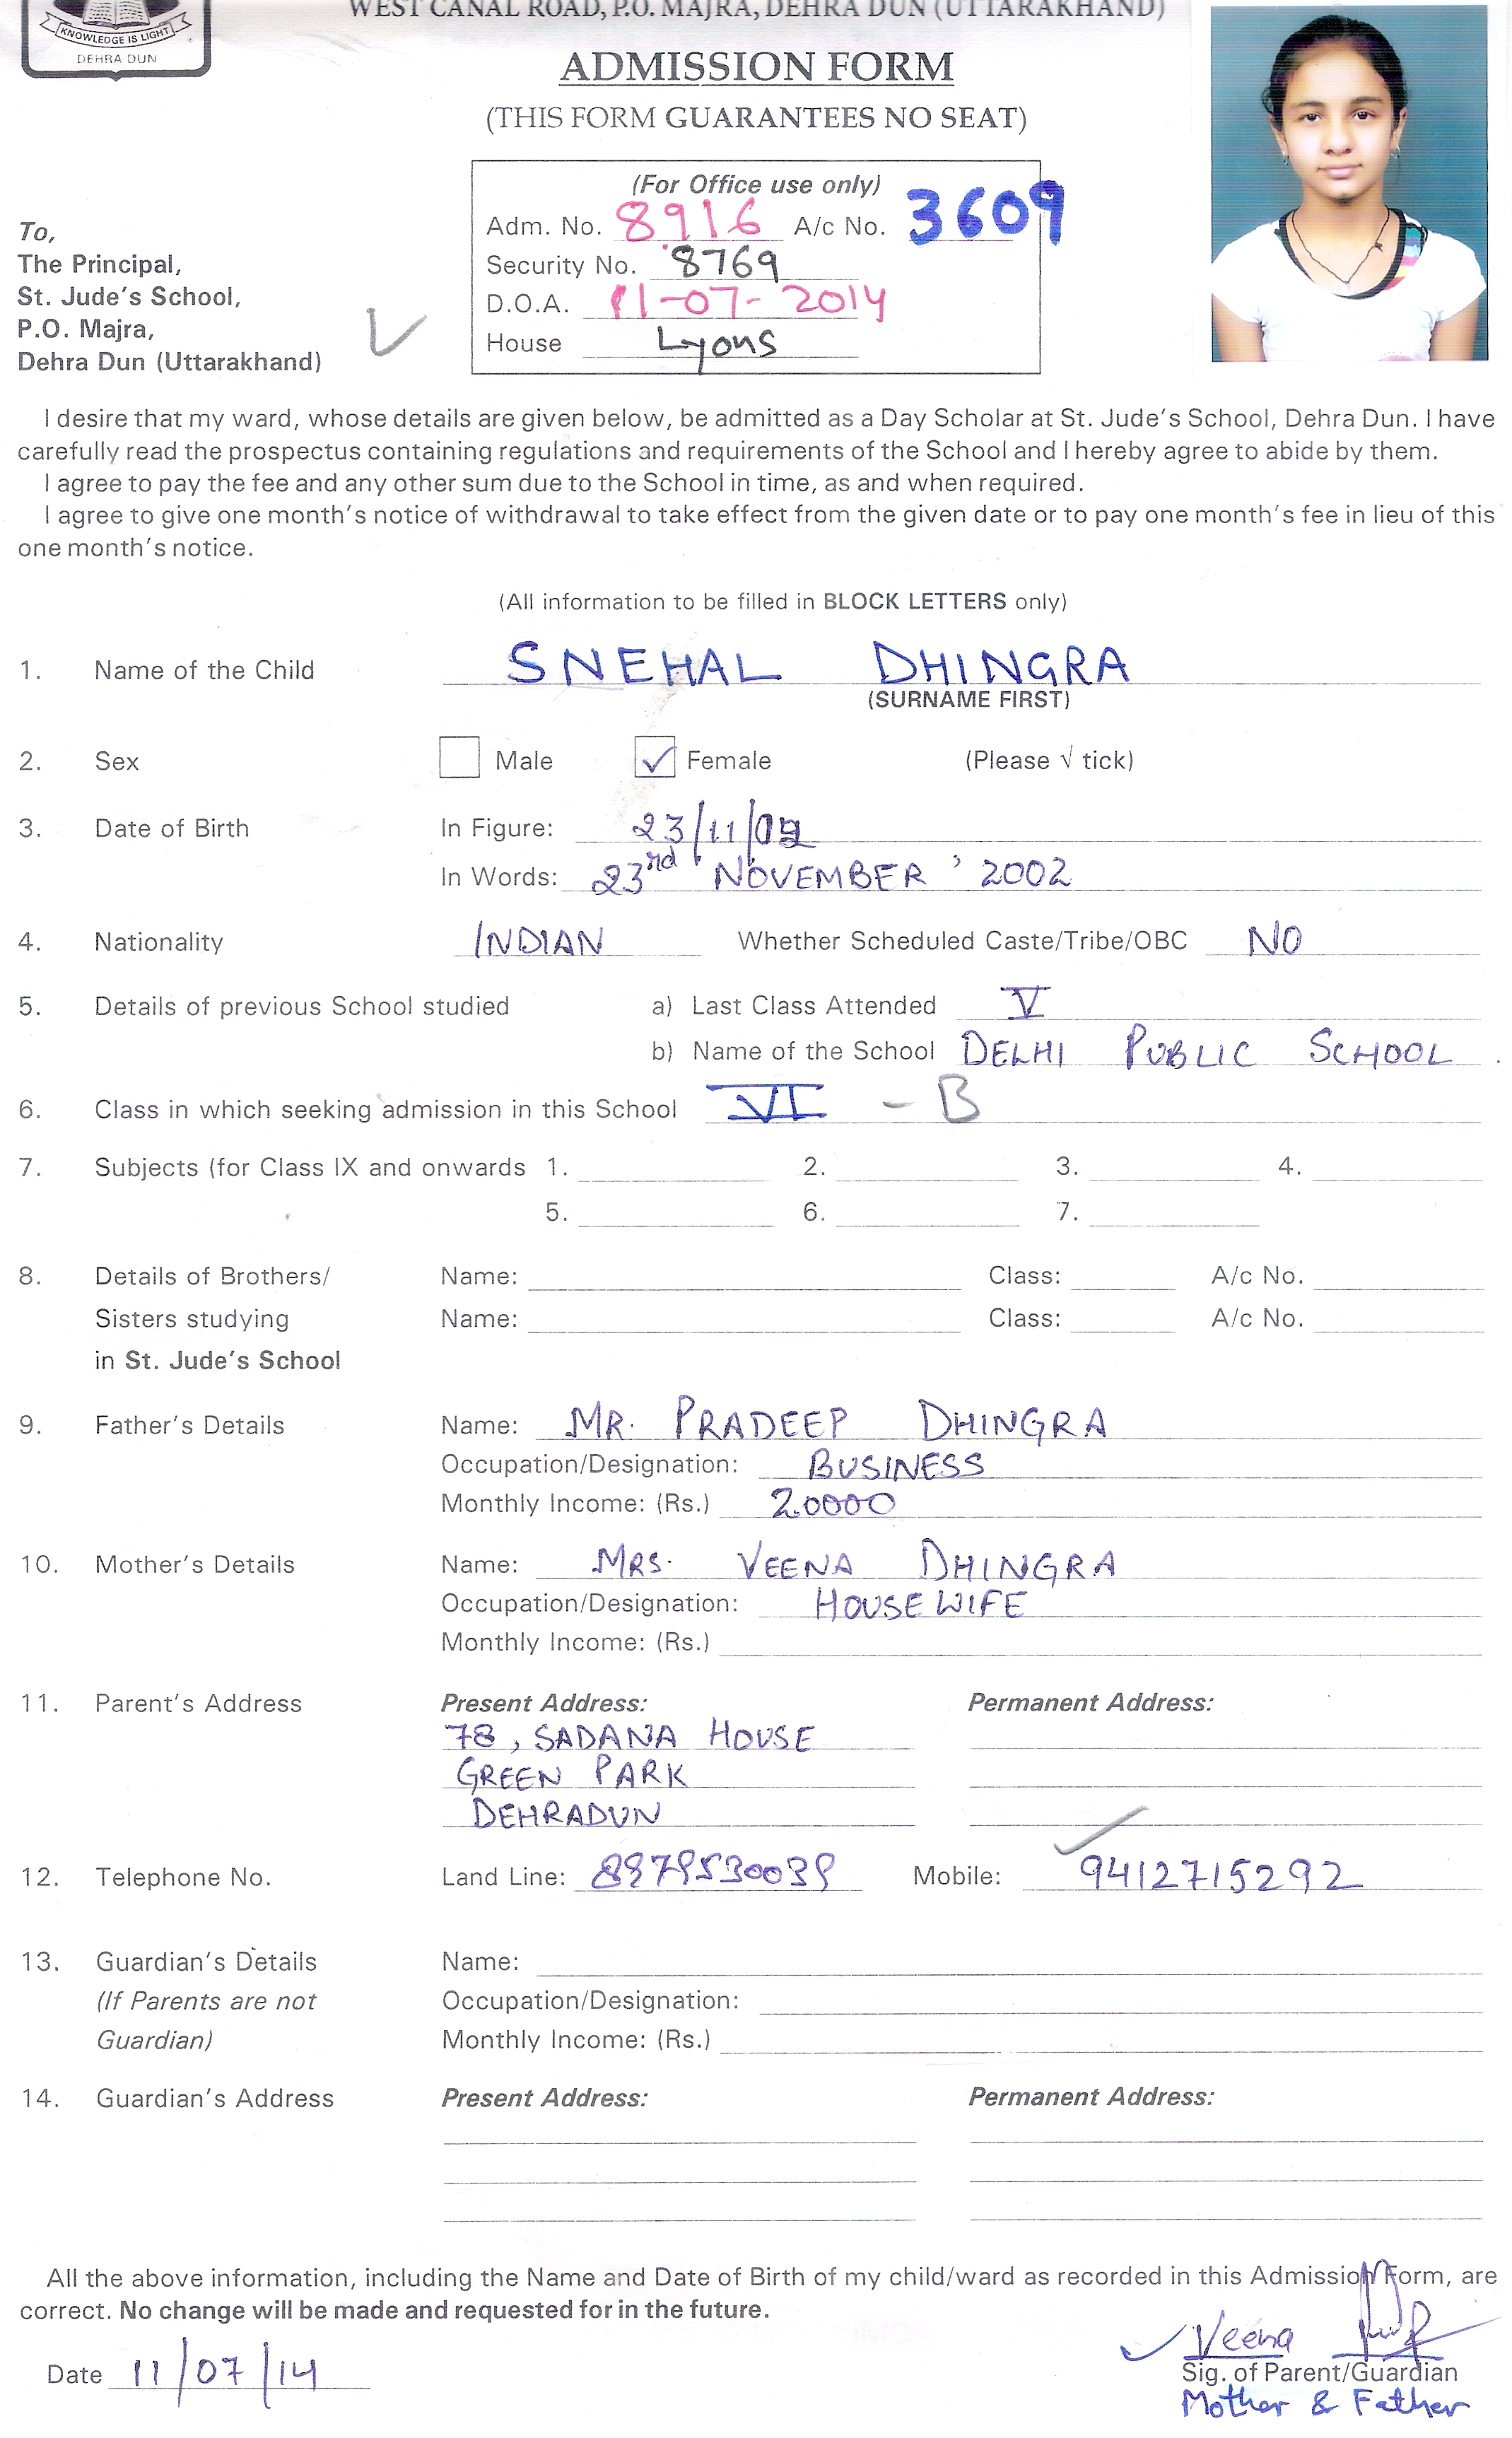 KNOWLEDGE IS LIGHT
DEHRA DUN
WEST CANAL ROAD, P.O. MAJRA, DEHRA DUN (UTTARAKHAND)
ADMISSION FORM
(THIS FORM GUARANTEES NO SEAT)
(For Office use only)
Adm. No. 8916 A/c No. 3609
Security No. 8769
D.O.A. 11-07-2014
House Lyons
To,
The Principal,
St. Jude's School,
P.O. Majra,
Dehra Dun (Uttarakhand)
I desire that my ward, whose details are given below, be admitted as a Day Scholar at St. Jude's School, Dehra Dun. I have
carefully read the prospectus containing regulations and requirements of the School and I hereby agree to abide by them.
I agree to pay the fee and any other sum due to the School in time, as and when required.
I agree to give one month's notice of withdrawal to take effect from the given date or to pay one month's fee in lieu of this
one month's notice.
(All information to be filled in BLOCK LETTERS only)
1. Name of the Child SNEHAL DHINGRA
(SURNAME FIRST)
2. Sex Male ✓ Female (Please √ tick)
3. Date of Birth In Figure: 23/11/02
In Words: 23rd NOVEMBER ' 2002
4. Nationality INDIAN Whether Scheduled Caste/Tribe/OBC NO
5. Details of previous School studied a) Last Class Attended V
b) Name of the School DELHI PUBLIC SCHOOL
6. Class in which seeking admission in this School VI - B
7. Subjects (for Class IX and onwards 1. 2. 3. 4.
5. 6. 7.
8. Details of Brothers/ Name: Class: A/c No.
Sisters studying Name: Class: A/c No.
in St. Jude's School
9. Father's Details Name: MR. PRADEEP DHINGRA
Occupation/Designation: BUSINESS
Monthly Income: (Rs.) 20000
10. Mother's Details Name: MRS. VEENA DHINGRA
Occupation/Designation: HOUSE WIFE
Monthly Income: (Rs.)
11. Parent's Address Present Address: Permanent Address:
78, SADANA HOUSE
GREEN PARK
DEHRADUN
12. Telephone No. Land Line: Mobile: 9412715292
13. Guardian's Details Name:
(If Parents are not Occupation/Designation:
Guardian) Monthly Income: (Rs.)
14. Guardian's Address Present Address: Permanent Address:
All the above information, including the Name and Date of Birth of my child/ward as recorded in this Admission Form, are
correct. No change will be made and requested for in the future.
Veena
Date 11/07/14 Sig. of Parent/Guardian
Mother & Father